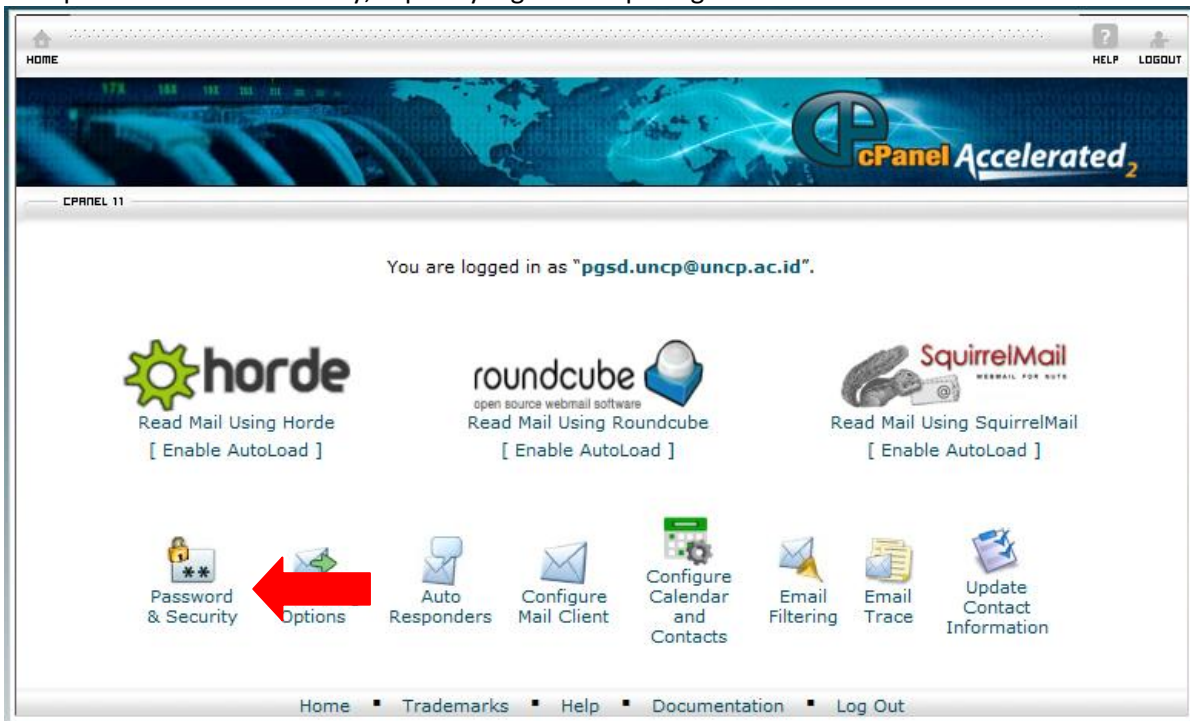 HOME
HELP LOGOUT
17X 16X 15X
cPanel Accelerated2
CPANEL 11
You are logged in as "pgsd.uncp@uncp.ac.id".
horde
roundcube
open source webmail software
SquirrelMail
WEBMAIL FOR NUTS
Read Mail Using Horde
Read Mail Using Roundcube
Read Mail Using SquirrelMail
[ Enable AutoLoad ]
[ Enable AutoLoad ]
[ Enable AutoLoad ]
Password
& Security
Options
Auto
Responders
Configure
Mail Client
Configure
Calendar
and
Contacts
Email
Filtering
Email
Trace
Update
Contact
Information
Home ▪ Trademarks ▪ Help ▪ Documentation ▪ Log Out